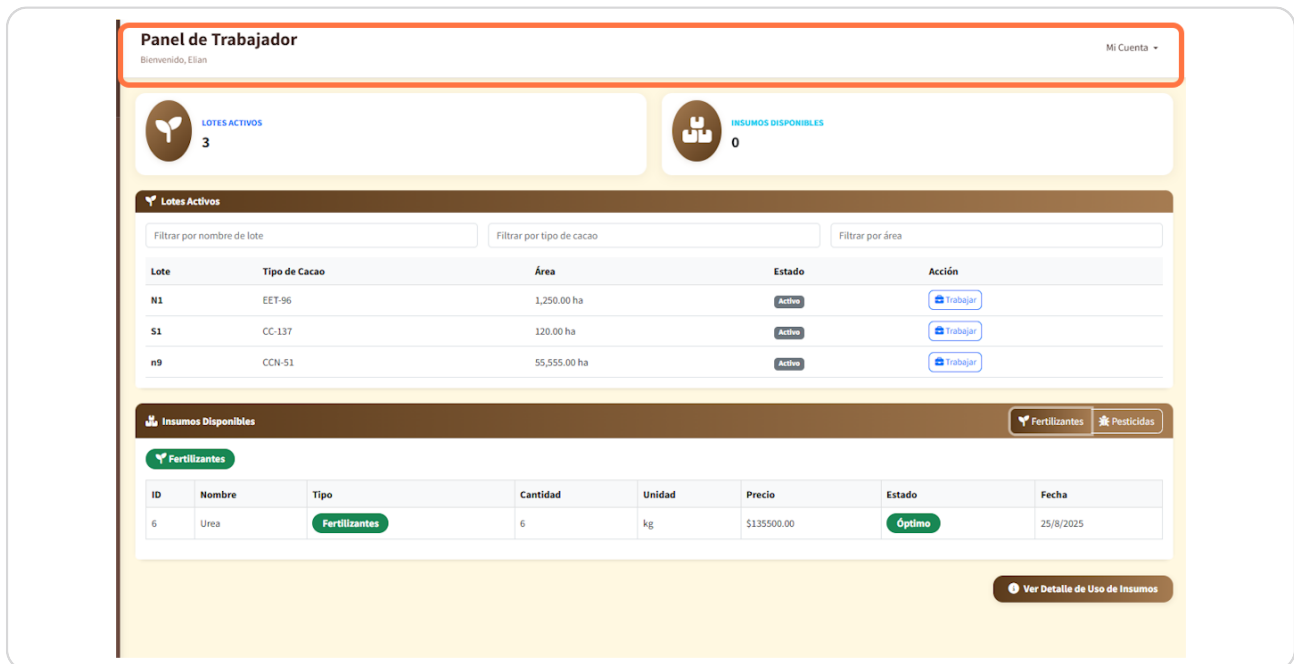 Panel de Trabajador
Bienvenido, Elian
Mi Cuenta
LOTES ACTIVOS
3
INSUMOS DISPONIBLES
0
Lotes Activos
Filtrar por nombre de lote Filtrar por tipo de cacao Filtrar por área
Lote Tipo de Cacao Área Estado Acción
N1 EET-96 1,250.00 ha Activo Trabajar
S1 CC-137 120.00 ha Activo Trabajar
n9 CCN-51 55,555.00 ha Activo Trabajar
Insumos Disponibles Fertilizantes Pesticidas
Fertilizantes
ID Nombre Tipo Cantidad Unidad Precio Estado Fecha
6 Urea Fertilizantes 6 kg $135500.00 Óptimo 25/8/2025
Ver Detalle de Uso de Insumos